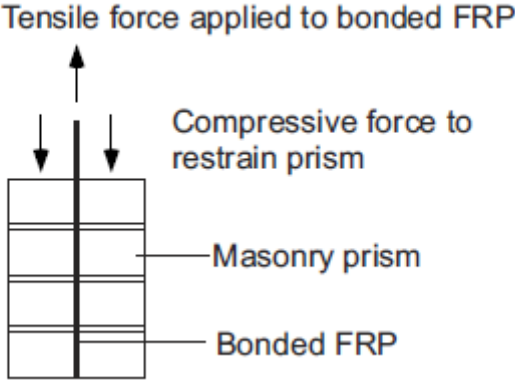 Tensile force applied to bonded FRP
Compressive force to
restrain prism
Masonry prism
Bonded FRP